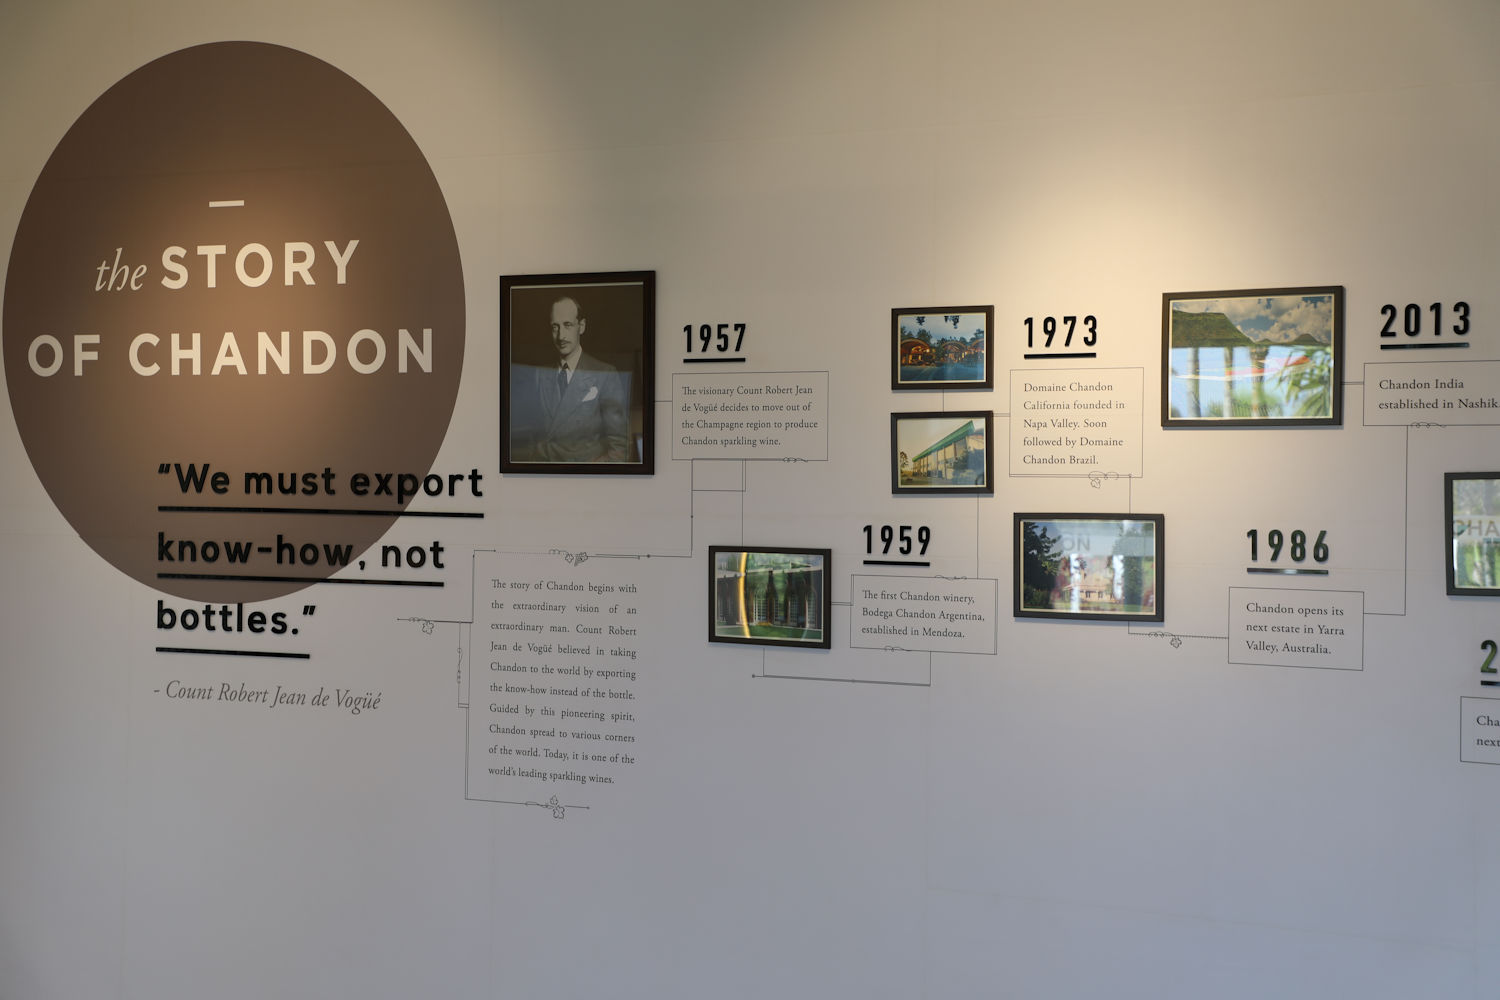 the STORY
OF CHANDON
“We must export
know-how, not
bottles.”
- Count Robert Jean de Vogüé
The story of Chandon begins with
the extraordinary vision of an
extraordinary man. Count Robert
Jean de Vogüé believed in taking
Chandon to the world by exporting
the know-how instead of the bottle.
Guided by this pioneering spirit,
Chandon spread to various corners
of the world. Today, it is one of the
world's leading sparkling wines.
1957
The visionary Count Robert Jean
de Vogüé decides to move out of
the Champagne region to produce
Chandon sparkling wine.
1959
The first Chandon winery,
Bodega Chandon Argentina,
established in Mendoza.
1973
Domaine Chandon
California founded in
Napa Valley. Soon
followed by Domaine
Chandon Brazil.
1986
Chandon opens its
next estate in Yarra
Valley, Australia.
2013
Chandon India
established in Nashik
2
Cha
next